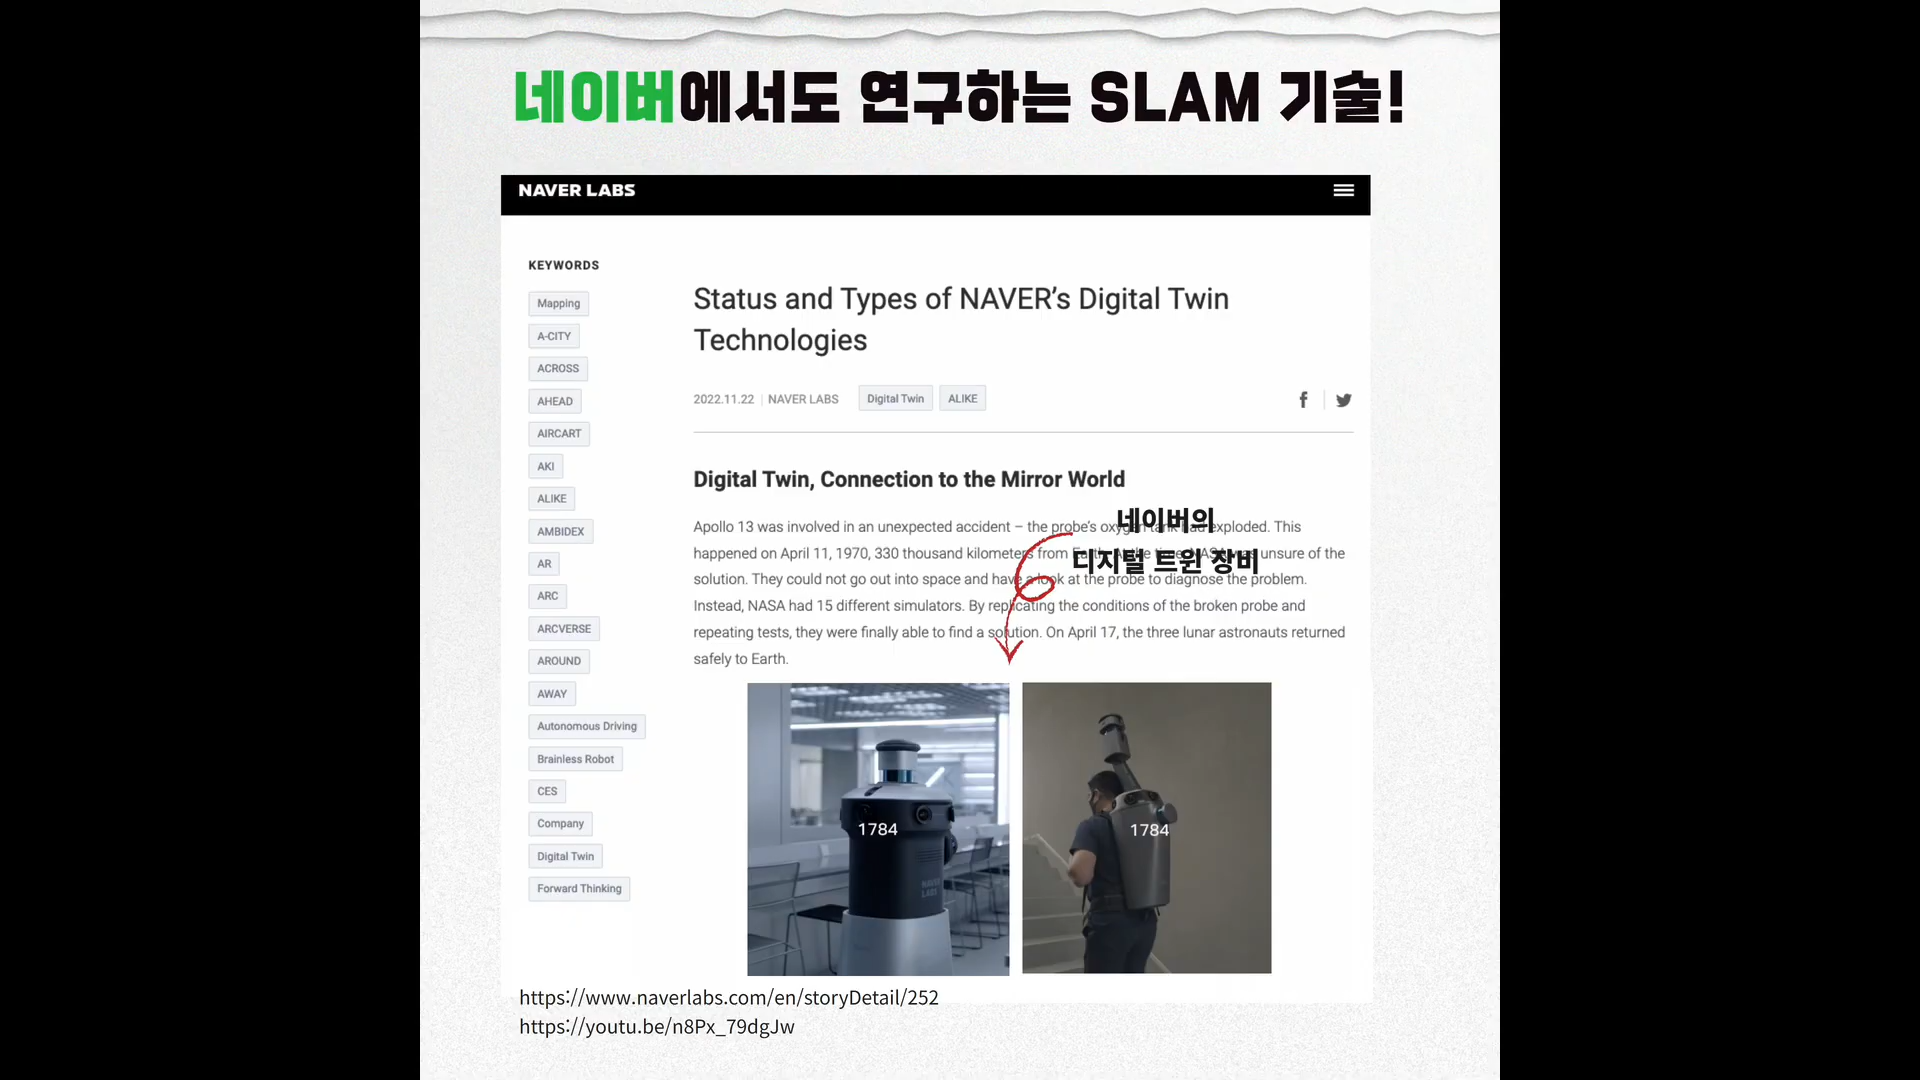 네이버에서도 연구하는 SLAM 기술!
NAVER LABS
KEYWORDS
Mapping
A-CITY
ACROSS
AHEAD
AIRCART
AKI
ALIKE
AMBIDEX
AR
ARC
ARCVERSE
AROUND
AWAY
Autonomous Driving
Brainless Robot
CES
Company
Digital Twin
Forward Thinking
Status and Types of NAVER’s Digital Twin
Technologies
2022.11.22 | NAVER LABS Digital Twin ALIKE
Digital Twin, Connection to the Mirror World
Apollo 13 was involved in an unexpected accident – the probe's oxygen tank had exploded. This
happened on April 11, 1970, 330 thousand kilometers from Earth. At the time, NASA was unsure of the
solution. They could not go out into space and have a look at the probe to diagnose the problem.
Instead, NASA had 15 different simulators. By replicating the conditions of the broken probe and
repeating tests, they were finally able to find a solution. On April 17, the three lunar astronauts returned
safely to Earth.
네이버의
디지털 트윈 장비
1784
NAVER
LABS
1784
https://www.naverlabs.com/en/storyDetail/252
https://youtu.be/n8Px_79dgJw